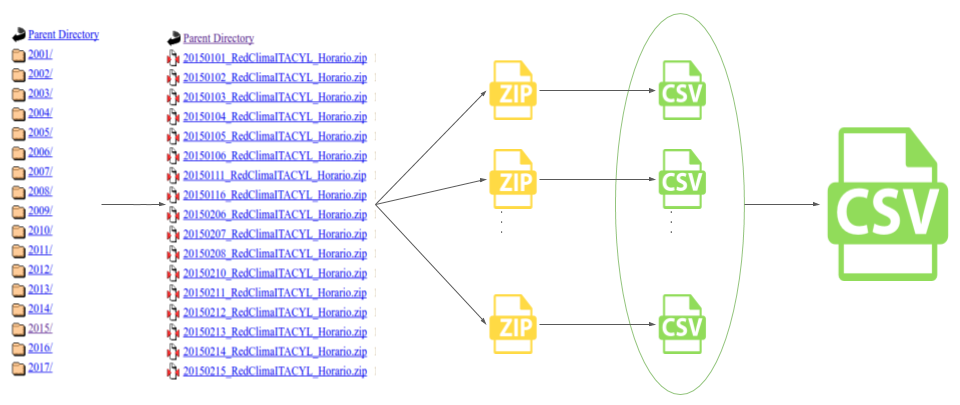 Parent Directory
2001/
2002/
2003/
2004/
2005/
2006/
2007/
2008/
2009/
2010/
2011/
2012/
2013/
2014/
2015/
2016/
2017/
Parent Directory
20150101_RedClimaITACYL_Horario.zip
20150102_RedClimaITACYL_Horario.zip
20150103_RedClimaITACYL_Horario.zip
20150104_RedClimaITACYL_Horario.zip
20150105_RedClimaITACYL_Horario.zip
20150106_RedClimaITACYL_Horario.zip
20150111_RedClimaITACYL_Horario.zip
20150116_RedClimaITACYL_Horario.zip
20150206_RedClimaITACYL_Horario.zip
20150207_RedClimaITACYL_Horario.zip
20150208_RedClimaITACYL_Horario.zip
20150210_RedClimaITACYL_Horario.zip
20150211_RedClimaITACYL_Horario.zip
20150212_RedClimaITACYL_Horario.zip
20150213_RedClimaITACYL_Horario.zip
20150214_RedClimaITACYL_Horario.zip
20150215_RedClimaITACYL_Horario.zip
ZIP
ZIP
ZIP
CSV
CSV
CSV
CSV